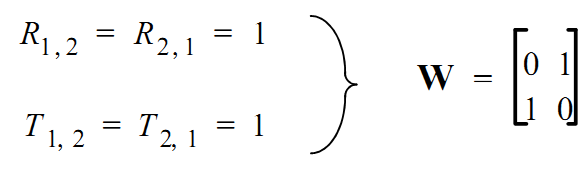 R1,2 = R2,1 = 1
T1,2 = T2,1 = 1
W = [0 1
1 0]